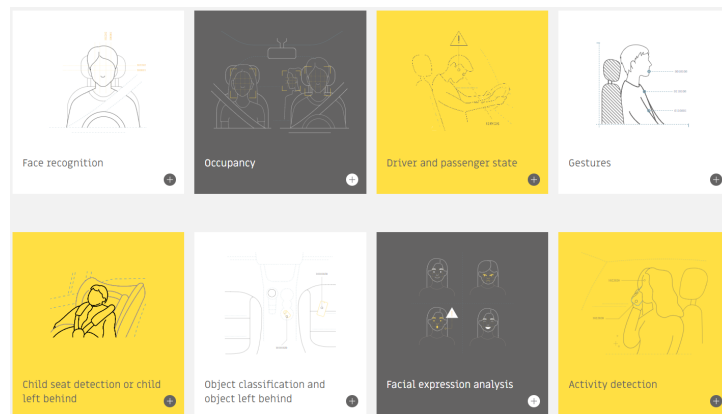 Face recognition
Occupancy
Driver and passenger state
Gestures
Child seat detection or child
left behind
Object classification and
object left behind
Facial expression analysis
Activity detection